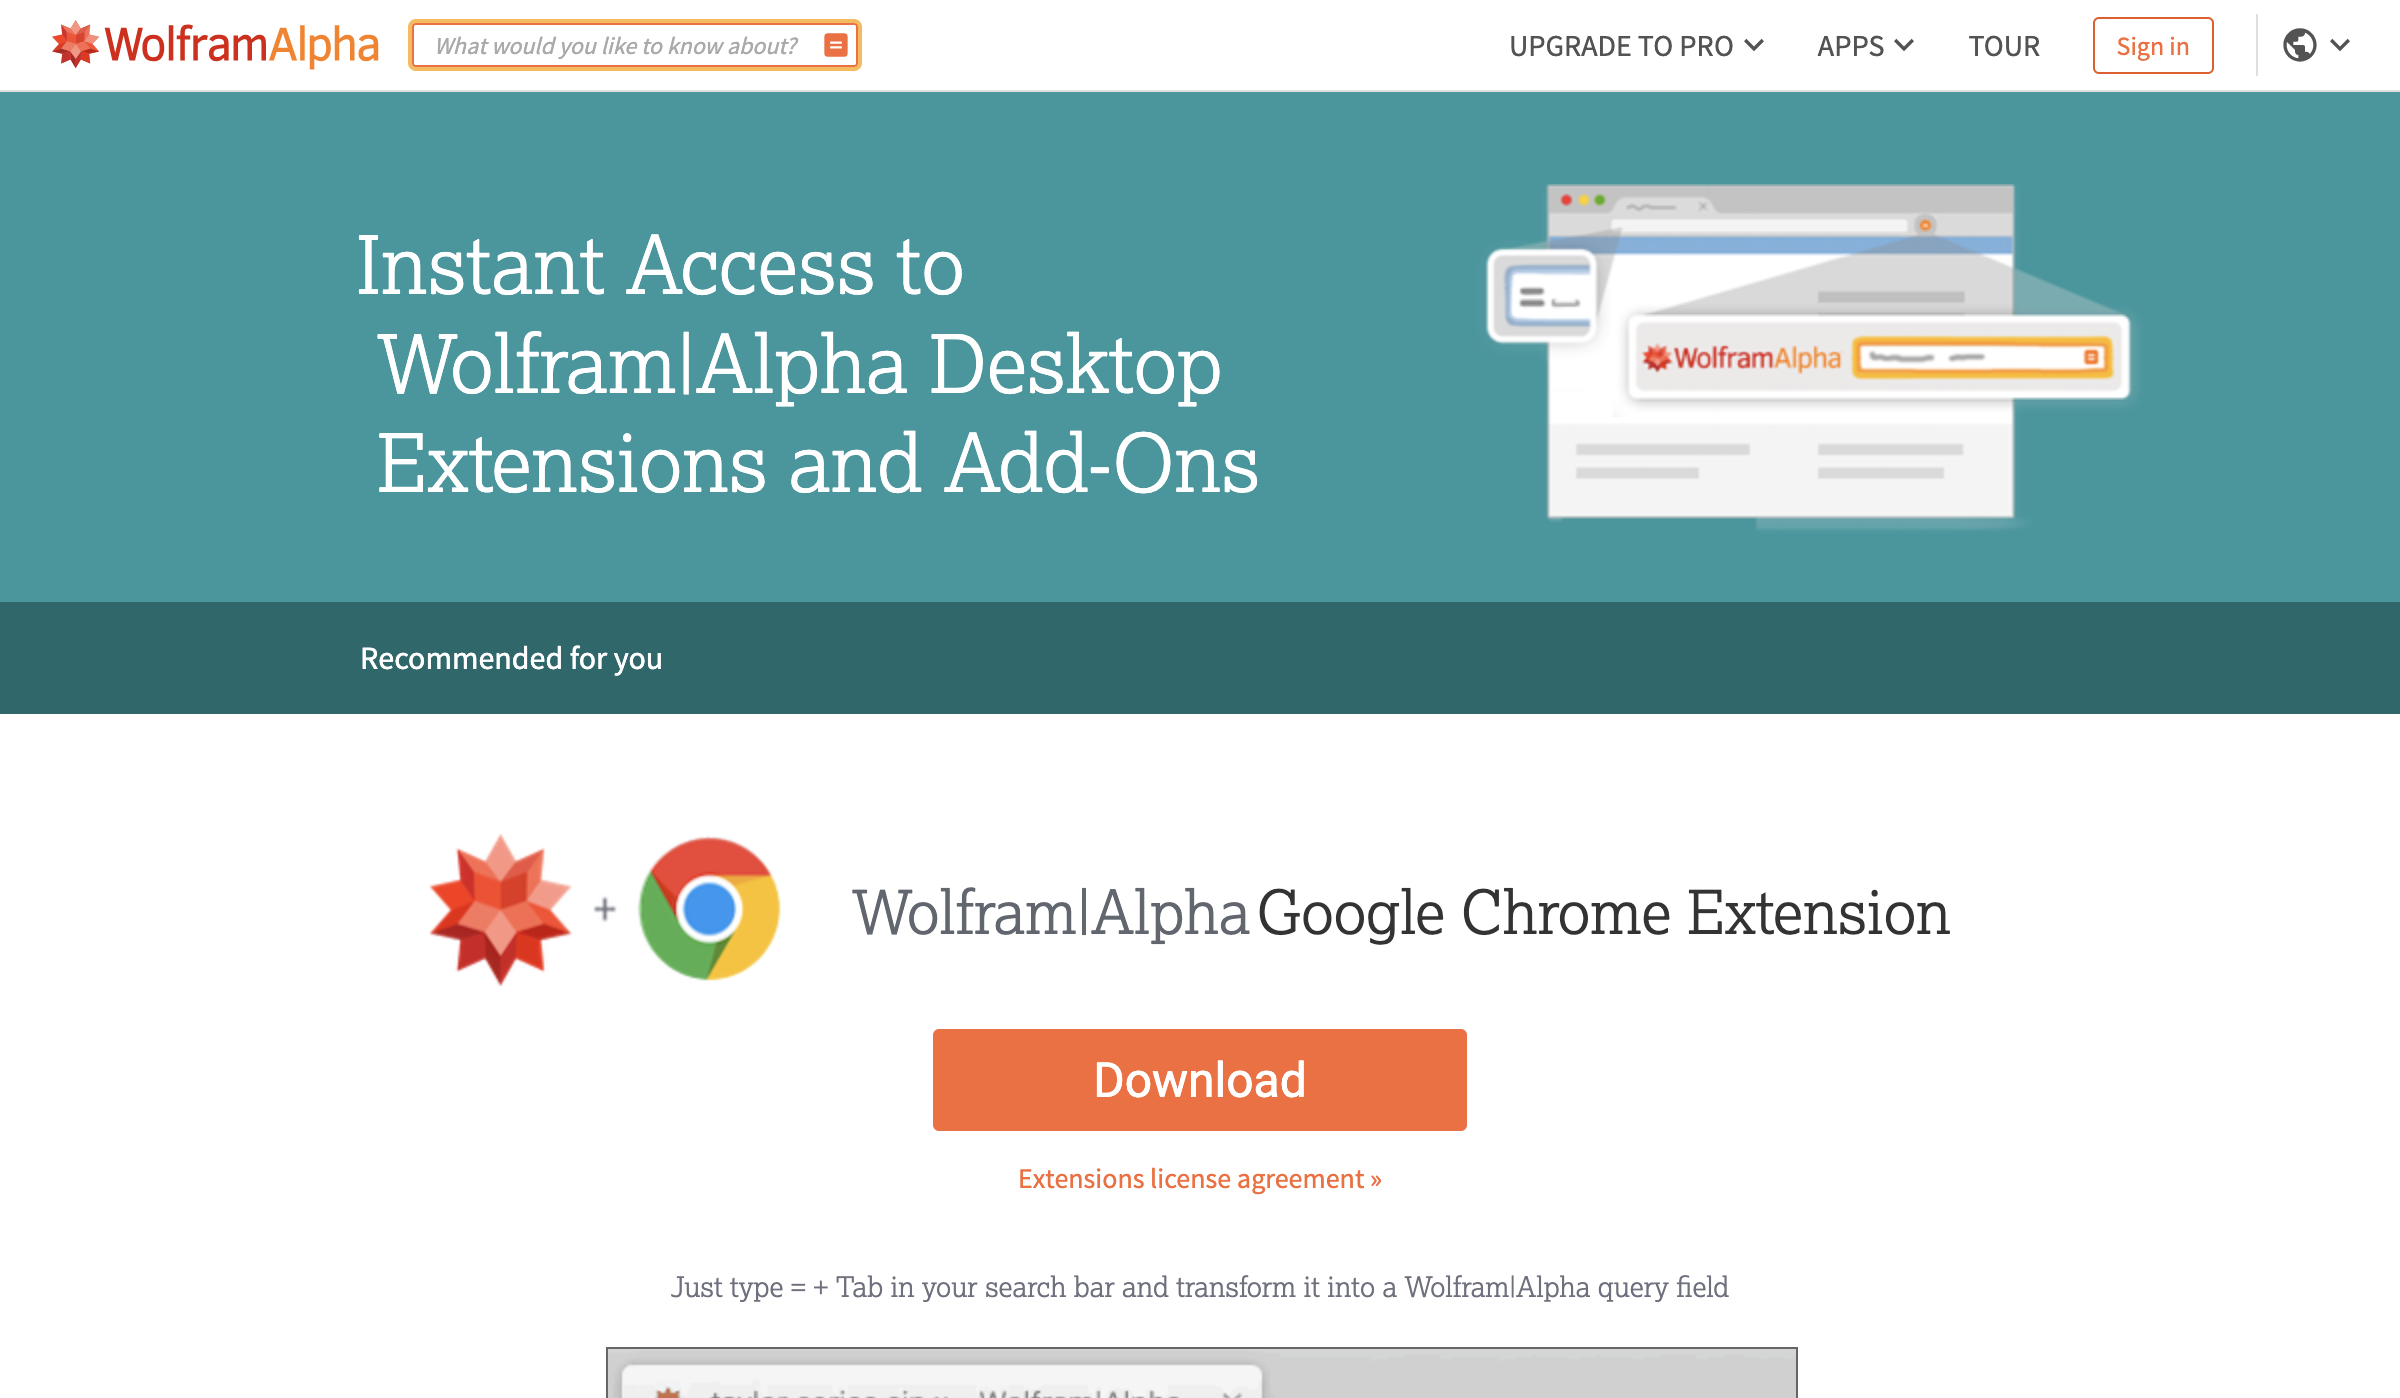 WolframAlpha
What would you like to know about?
UPGRADE TO PRO
APPS
TOUR
Sign in
Instant Access to
Wolfram|Alpha Desktop
Extensions and Add-Ons
WolframAlpha
Recommended for you
+
Wolfram|Alpha Google Chrome Extension
Download
Extensions license agreement »
Just type = + Tab in your search bar and transform it into a Wolfram|Alpha query field